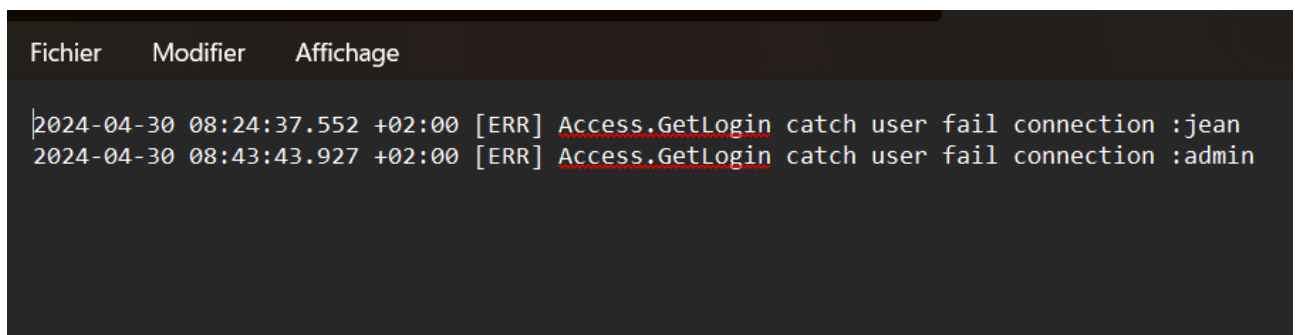 Fichier Modifier Affichage
2024-04-30 08:24:37.552 +02:00 [ERR] Access.GetLogin catch user fail connection :jean
2024-04-30 08:43:43.927 +02:00 [ERR] Access.GetLogin catch user fail connection :admin